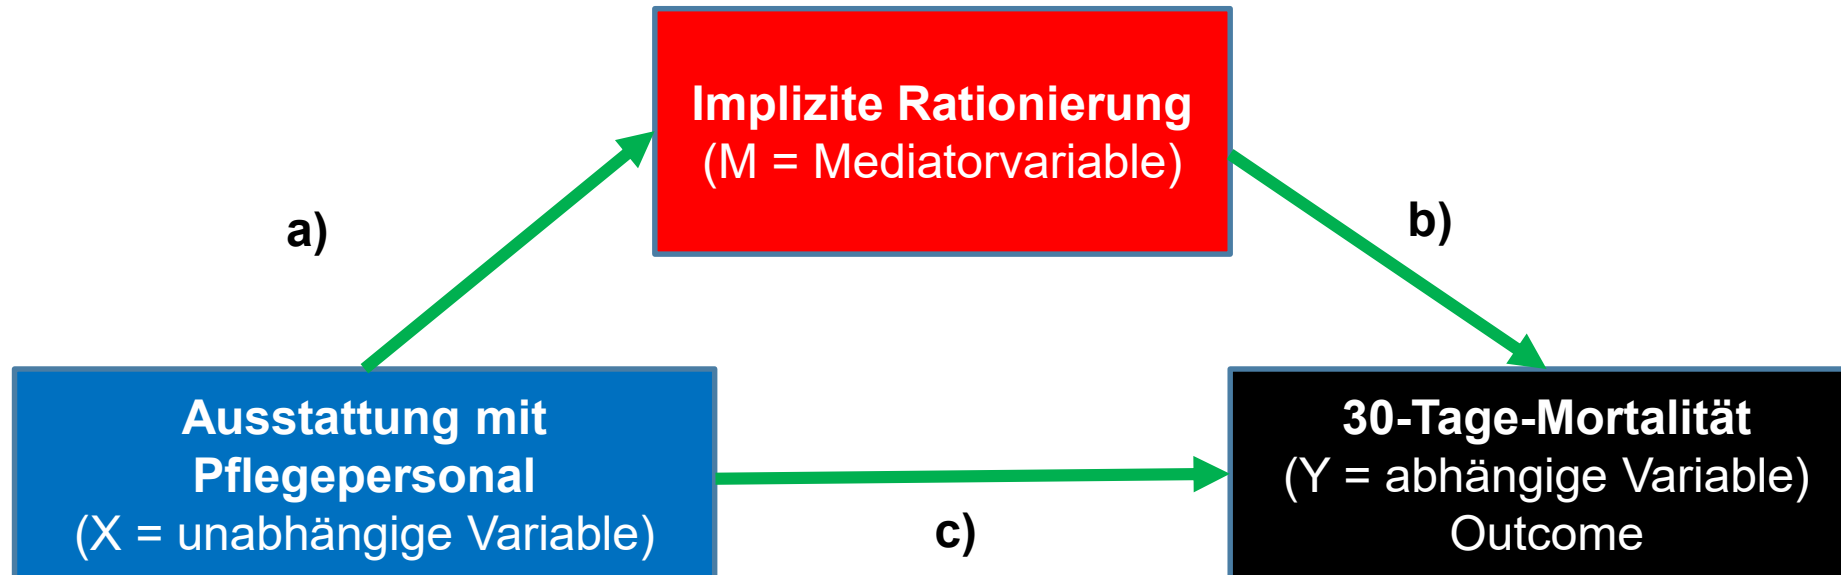 Implizite Rationierung
(M = Mediatorvariable)
a)
b)
Ausstattung mit
Pflegepersonal
(X = unabhängige Variable)
c)
30-Tage-Mortalität
(Y = abhängige Variable)
Outcome